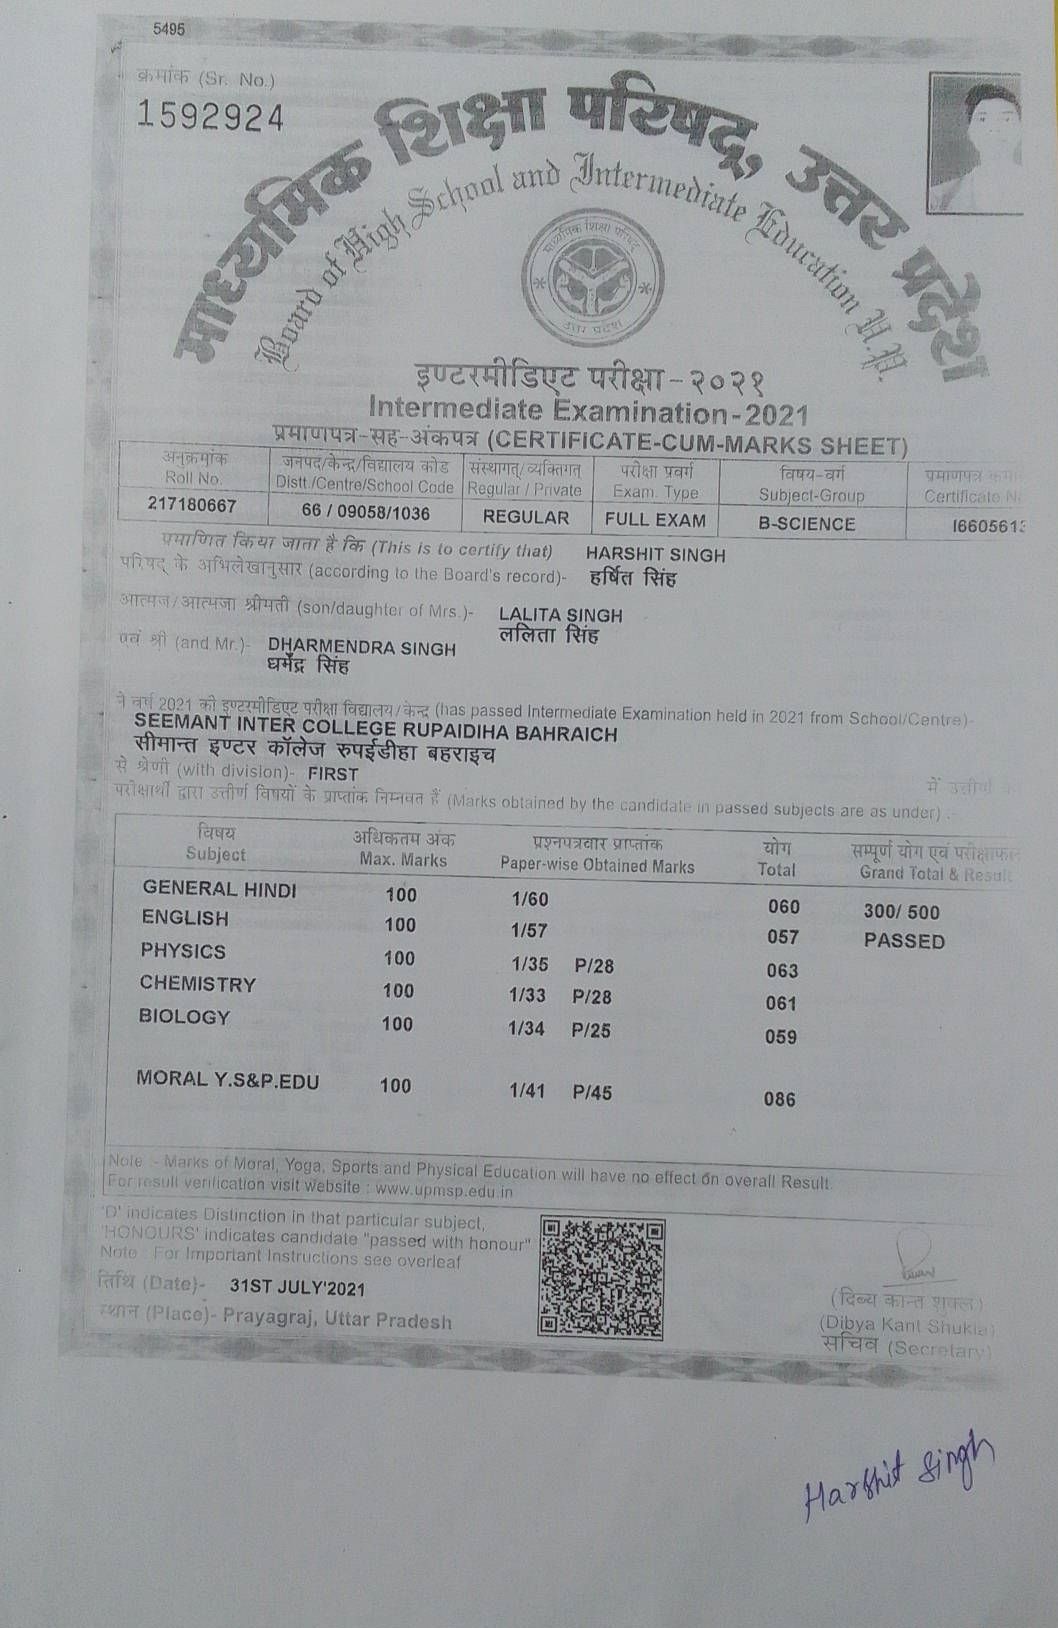 5495
क्रमांक (Sr. No.)
1592924
माध्यमिक शिक्षा परिषद्, उत्तर प्रदेश
Board of High School and Intermediate Education U.P.
माध्यमिक शिक्षा परिषद्
उत्तर प्रदेश
इण्टरमीडिएट परीक्षा-२०२१
Intermediate Examination-2021
प्रमाणपत्र-सह-अंकपत्र (CERTIFICATE-CUM-MARKS SHEET)
अनुक्रमांक जनपद/केन्द्र/विद्यालय कोड संस्थागत्/व्यक्तिगत् परीक्षा प्रवर्ग विषय-वर्ग प्रमाणपत्र
Roll No. Distt./Centre/School Code Regular / Private Exam. Type Subject-Group Certificate
217180667 66 / 09058/1036 REGULAR FULL EXAM B-SCIENCE
प्रमाणित किया जाता है कि (This is to certify that) HARSHIT SINGH
परिषद् के अभिलेखानुसार (according to the Board's record)- हर्षित सिंह
आत्मज/आत्मजा श्रीमती (son/daughter of Mrs.)- LALITA SINGH
ललिता सिंह
एवं श्री (and Mr.)- DHARMENDRA SINGH
धर्मेंद्र सिंह
ने वर्ष 2021 की इण्टरमीडिएट परीक्षा विद्यालय/केन्द्र (has passed Intermediate Examination held in 2021 from School/Centre)-
SEEMANT INTER COLLEGE RUPAIDIHA BAHRAICH
सीमान्त इण्टर कॉलेज रुपईडीहा बहराइच
से श्रेणी (with division)- FIRST में उत्तीर्ण
परीक्षार्थी द्वारा उत्तीर्ण विषयों के प्राप्तांक निम्नवत हैं (Marks obtained by the candidate in passed subjects are as under) :-
विषय अधिकतम अंक प्रश्नपत्रवार प्राप्तांक योग सम्पूर्ण योग एवं परीक्षाफल
Subject Max. Marks Paper-wise Obtained Marks Total Grand Total & Result
GENERAL HINDI 100 1/60 060 300/ 500
ENGLISH 100 1/57 057 PASSED
PHYSICS 100 1/35 P/28 063
CHEMISTRY 100 1/33 P/28 061
BIOLOGY 100 1/34 P/25 059
MORAL Y.S&P.EDU 100 1/41 P/45 086
Note :- Marks of Moral, Yoga, Sports and Physical Education will have no effect on overall Result.
For result verification visit website : www.upmsp.edu.in
'D' indicates Distinction in that particular subject,
'HONOURS' indicates candidate "passed with honour"
Note : For Important Instructions see overleaf
तिथि (Date)- 31ST JULY'2021
स्थान (Place)- Prayagraj, Uttar Pradesh
(दिव्य कान्त शुक्ल)
(Dibya Kant Shukla)
सचिव (Secretary)
Harshit Singh